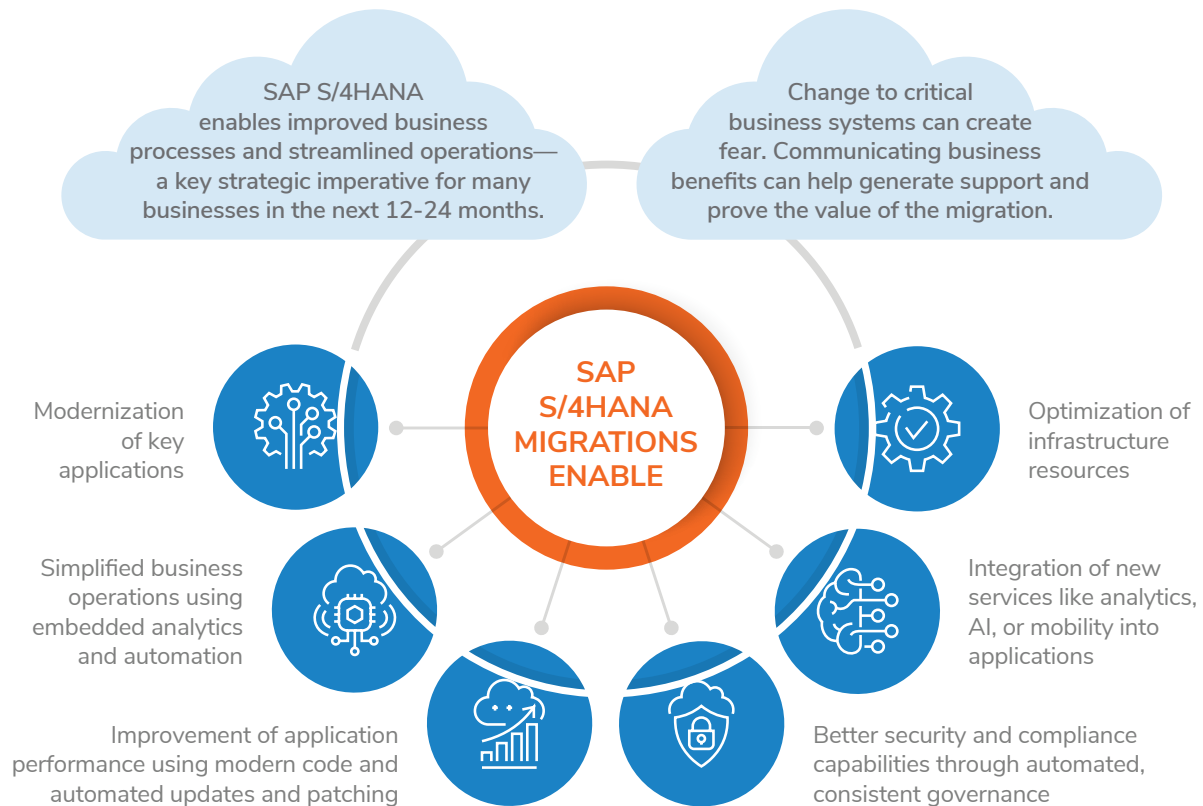 SAP S/4HANA
enables improved business
processes and streamlined operations—
a key strategic imperative for many
businesses in the next 12-24 months.
Change to critical
business systems can create
fear. Communicating business
benefits can help generate support and
prove the value of the migration.
SAP
S/4HANA
MIGRATIONS
ENABLE
Modernization
of key
applications
Optimization of
infrastructure
resources
Simplified business
operations using
embedded analytics
and automation
Integration of new
services like analytics,
AI, or mobility into
applications
Improvement of application
performance using modern code and
automated updates and patching
Better security and compliance
capabilities through automated,
consistent governance